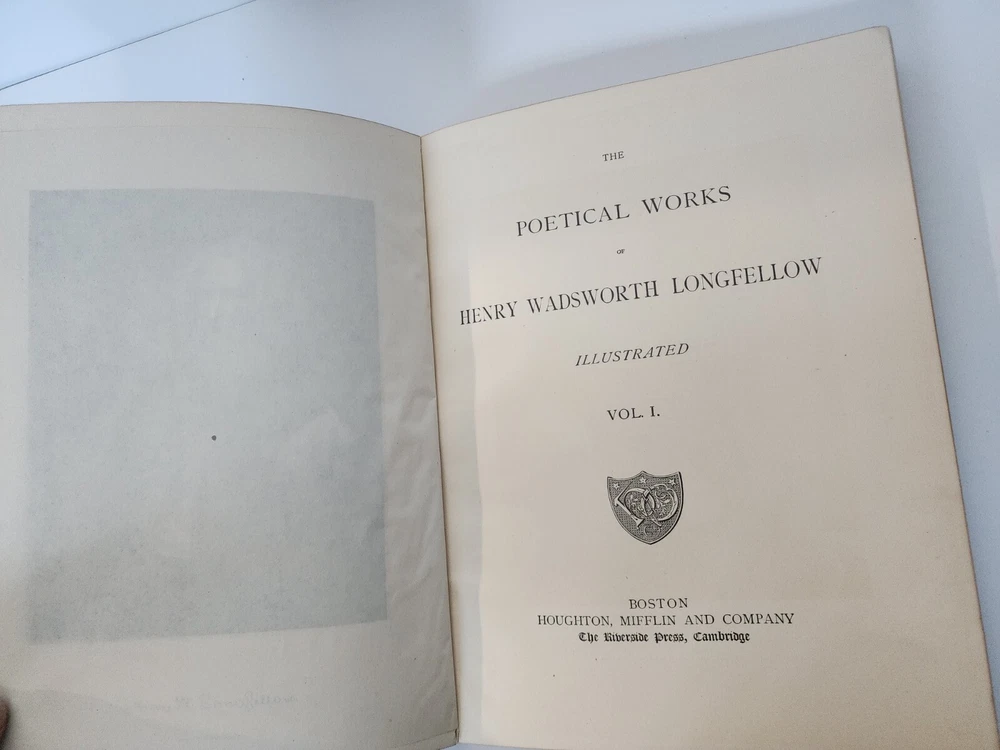 THE
POETICAL WORKS
OF
HENRY WADSWORTH LONGFELLOW
ILLUSTRATED
VOL. I.
BOSTON
HOUGHTON, MIFFLIN AND COMPANY
The Riverside Press, Cambridge